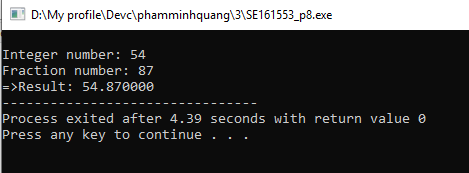 D:\My profile\Devc\phamminhquang\3\SE161553_p8.exe
Integer number: 54
Fraction number: 87
=>Result: 54.870000
--------------------------------
Process exited after 4.39 seconds with return value 0
Press any key to continue . . .